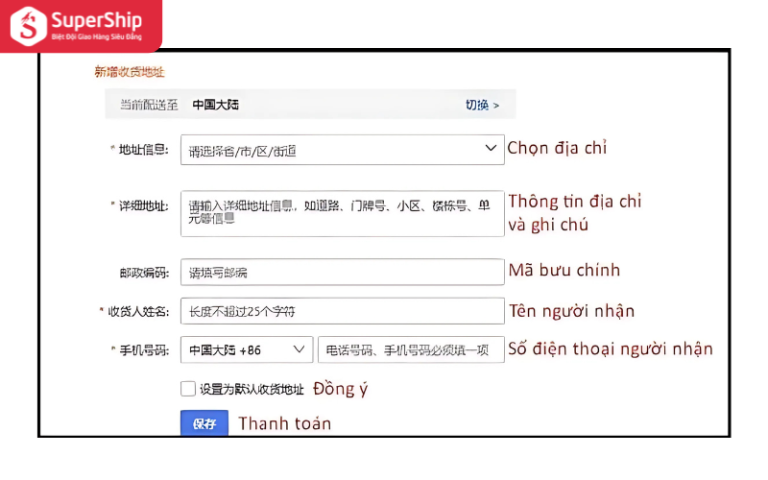 SuperShip
Biệt Đội Giao Hàng Siêu Đẳng
新增收货地址
当前配送至 中国大陆 切换 >
* 地址信息: 请选择省/市/区/街道 Chọn địa chỉ
* 详细地址: 请输入详细地址信息，如道路、门牌号、小区、楼栋号、单
元等信息
Thông tin địa chỉ
và ghi chú
邮政编码: 请填写邮编 Mã bưu chính
* 收货人姓名: 长度不超过25个字符 Tên người nhận
* 手机号码: 中国大陆 +86 电话号码、手机号码必须填一项 Số điện thoại người nhận
设置为默认收货地址 Đồng ý
保存 Thanh toán